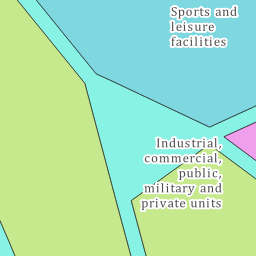 Sports and
leisure
facilities
Industrial,
commercial,
public,
military and
private units